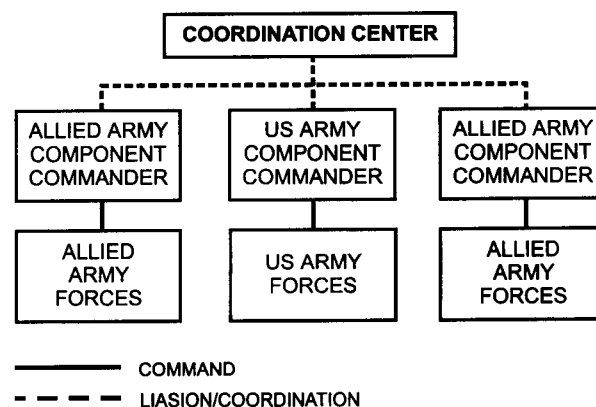 COORDINATION CENTER
ALLIED ARMY
COMPONENT
COMMANDER
US ARMY
COMPONENT
COMMANDER
ALLIED ARMY
COMPONENT
COMMANDER
ALLIED
ARMY
FORCES
US ARMY
FORCES
ALLIED
ARMY
FORCES
COMMAND
LIASION/COORDINATION